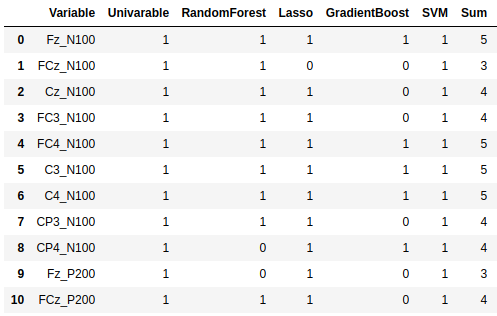 Variable Univarable RandomForest Lasso GradientBoost SVM Sum
0 Fz_N100 1 1 1 1 1 5
1 FCz_N100 1 1 0 0 1 3
2 Cz_N100 1 1 1 0 1 4
3 FC3_N100 1 1 1 0 1 4
4 FC4_N100 1 1 1 1 1 5
5 C3_N100 1 1 1 1 1 5
6 C4_N100 1 1 1 1 1 5
7 CP3_N100 1 1 1 0 1 4
8 CP4_N100 1 0 1 1 1 4
9 Fz_P200 1 0 1 0 1 3
10 FCz_P200 1 1 1 0 1 4